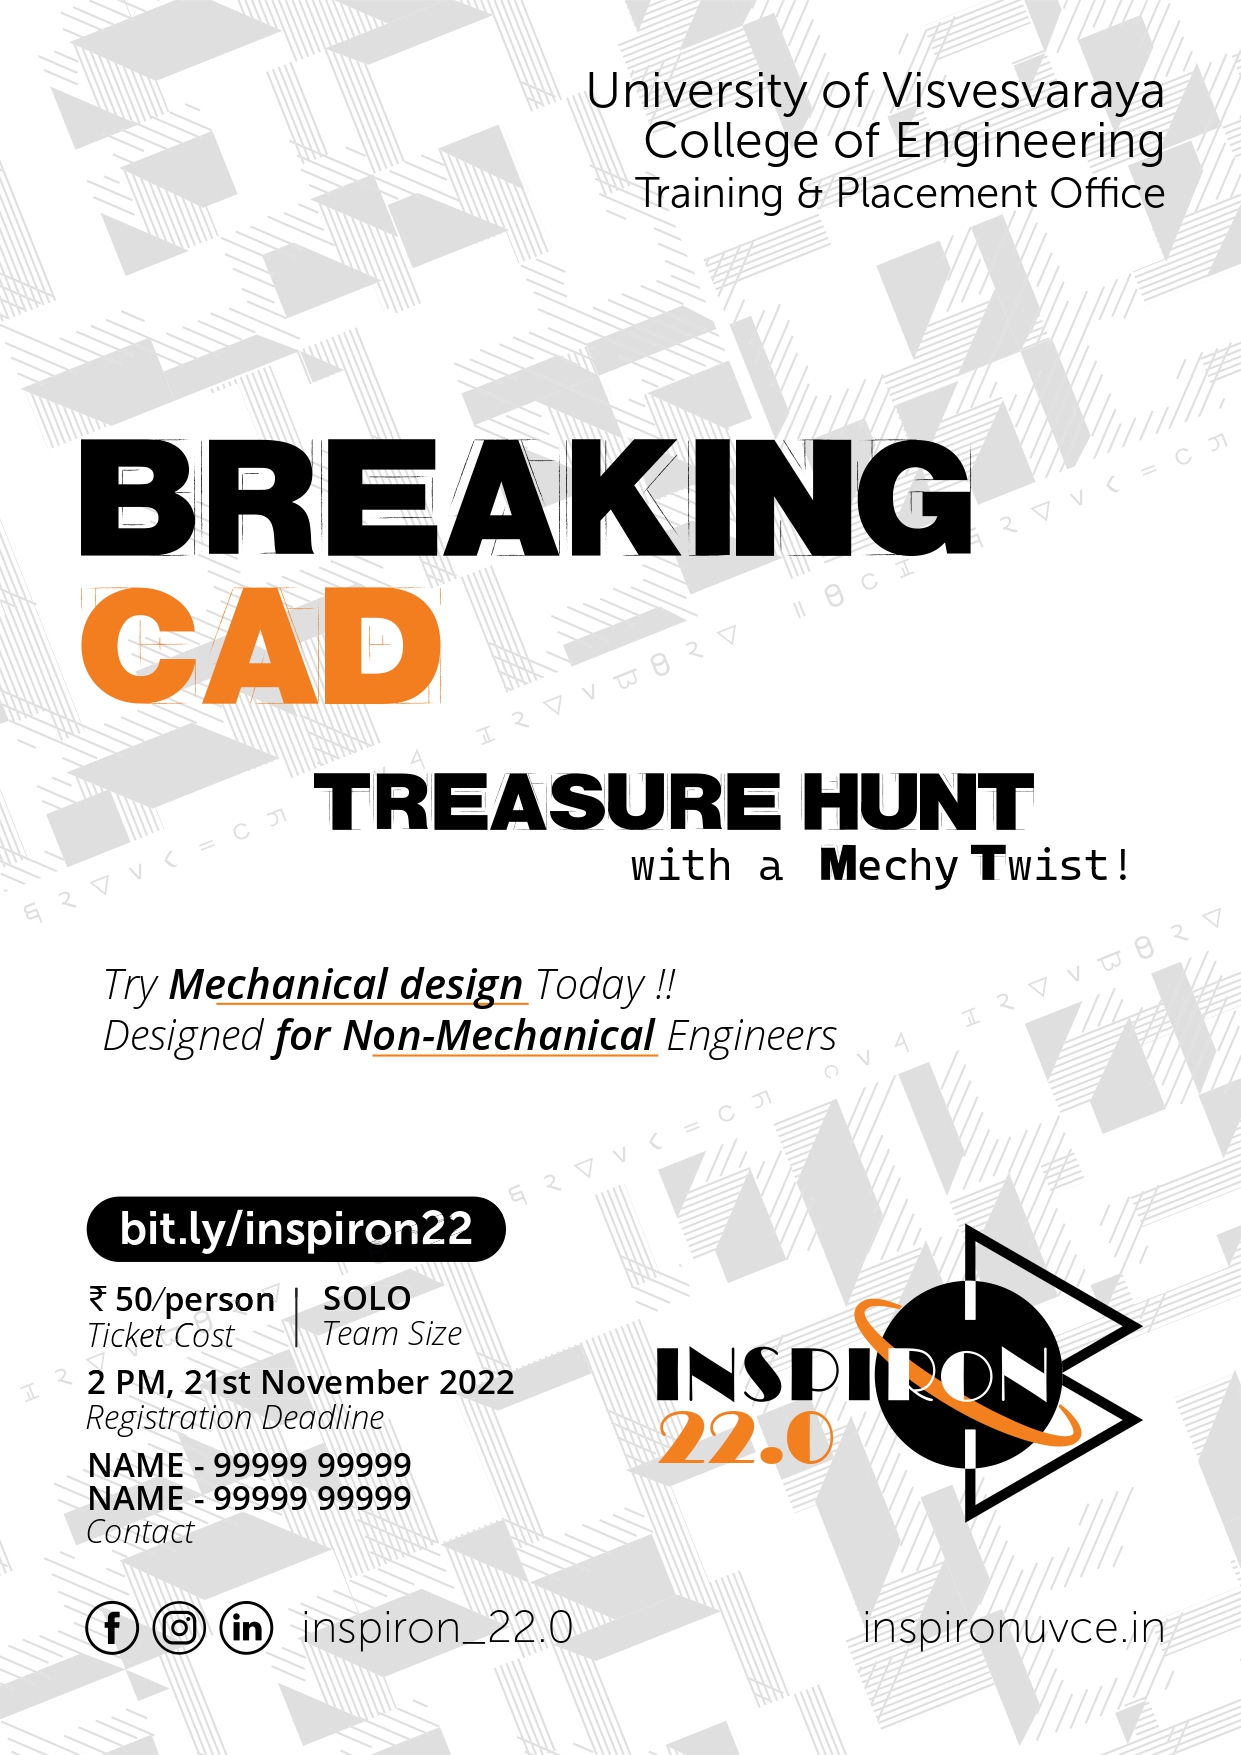 University of Visvesvaraya
College of Engineering
Training & Placement Office
BREAKING
CAD
TREASURE HUNT
with a Mechy Twist!
Try Mechanical design Today !!
Designed for Non-Mechanical Engineers
bit.ly/inspiron22
₹ 50/person | SOLO
Ticket Cost Team Size
2 PM, 21st November 2022
Registration Deadline
NAME - 99999 99999
NAME - 99999 99999
Contact
INSPIRON
22.0
inspiron_22.0
inspironuvce.in